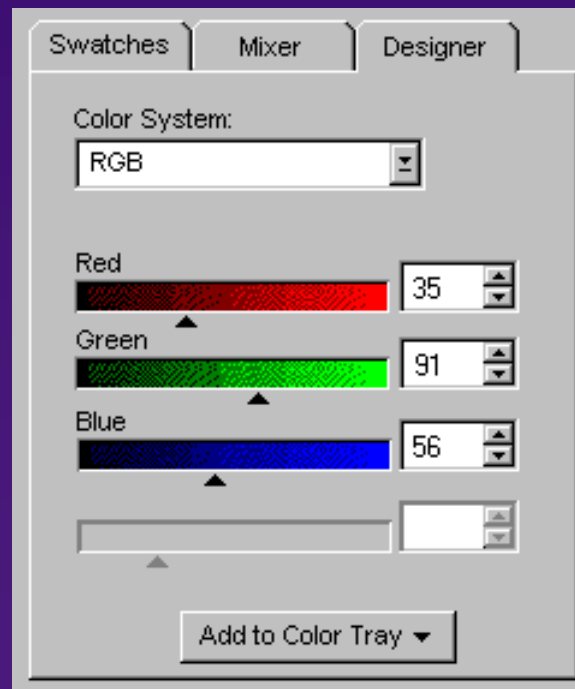 Swatches Mixer Designer
Color System:
RGB
Red
35
Green
91
Blue
56
Add to Color Tray